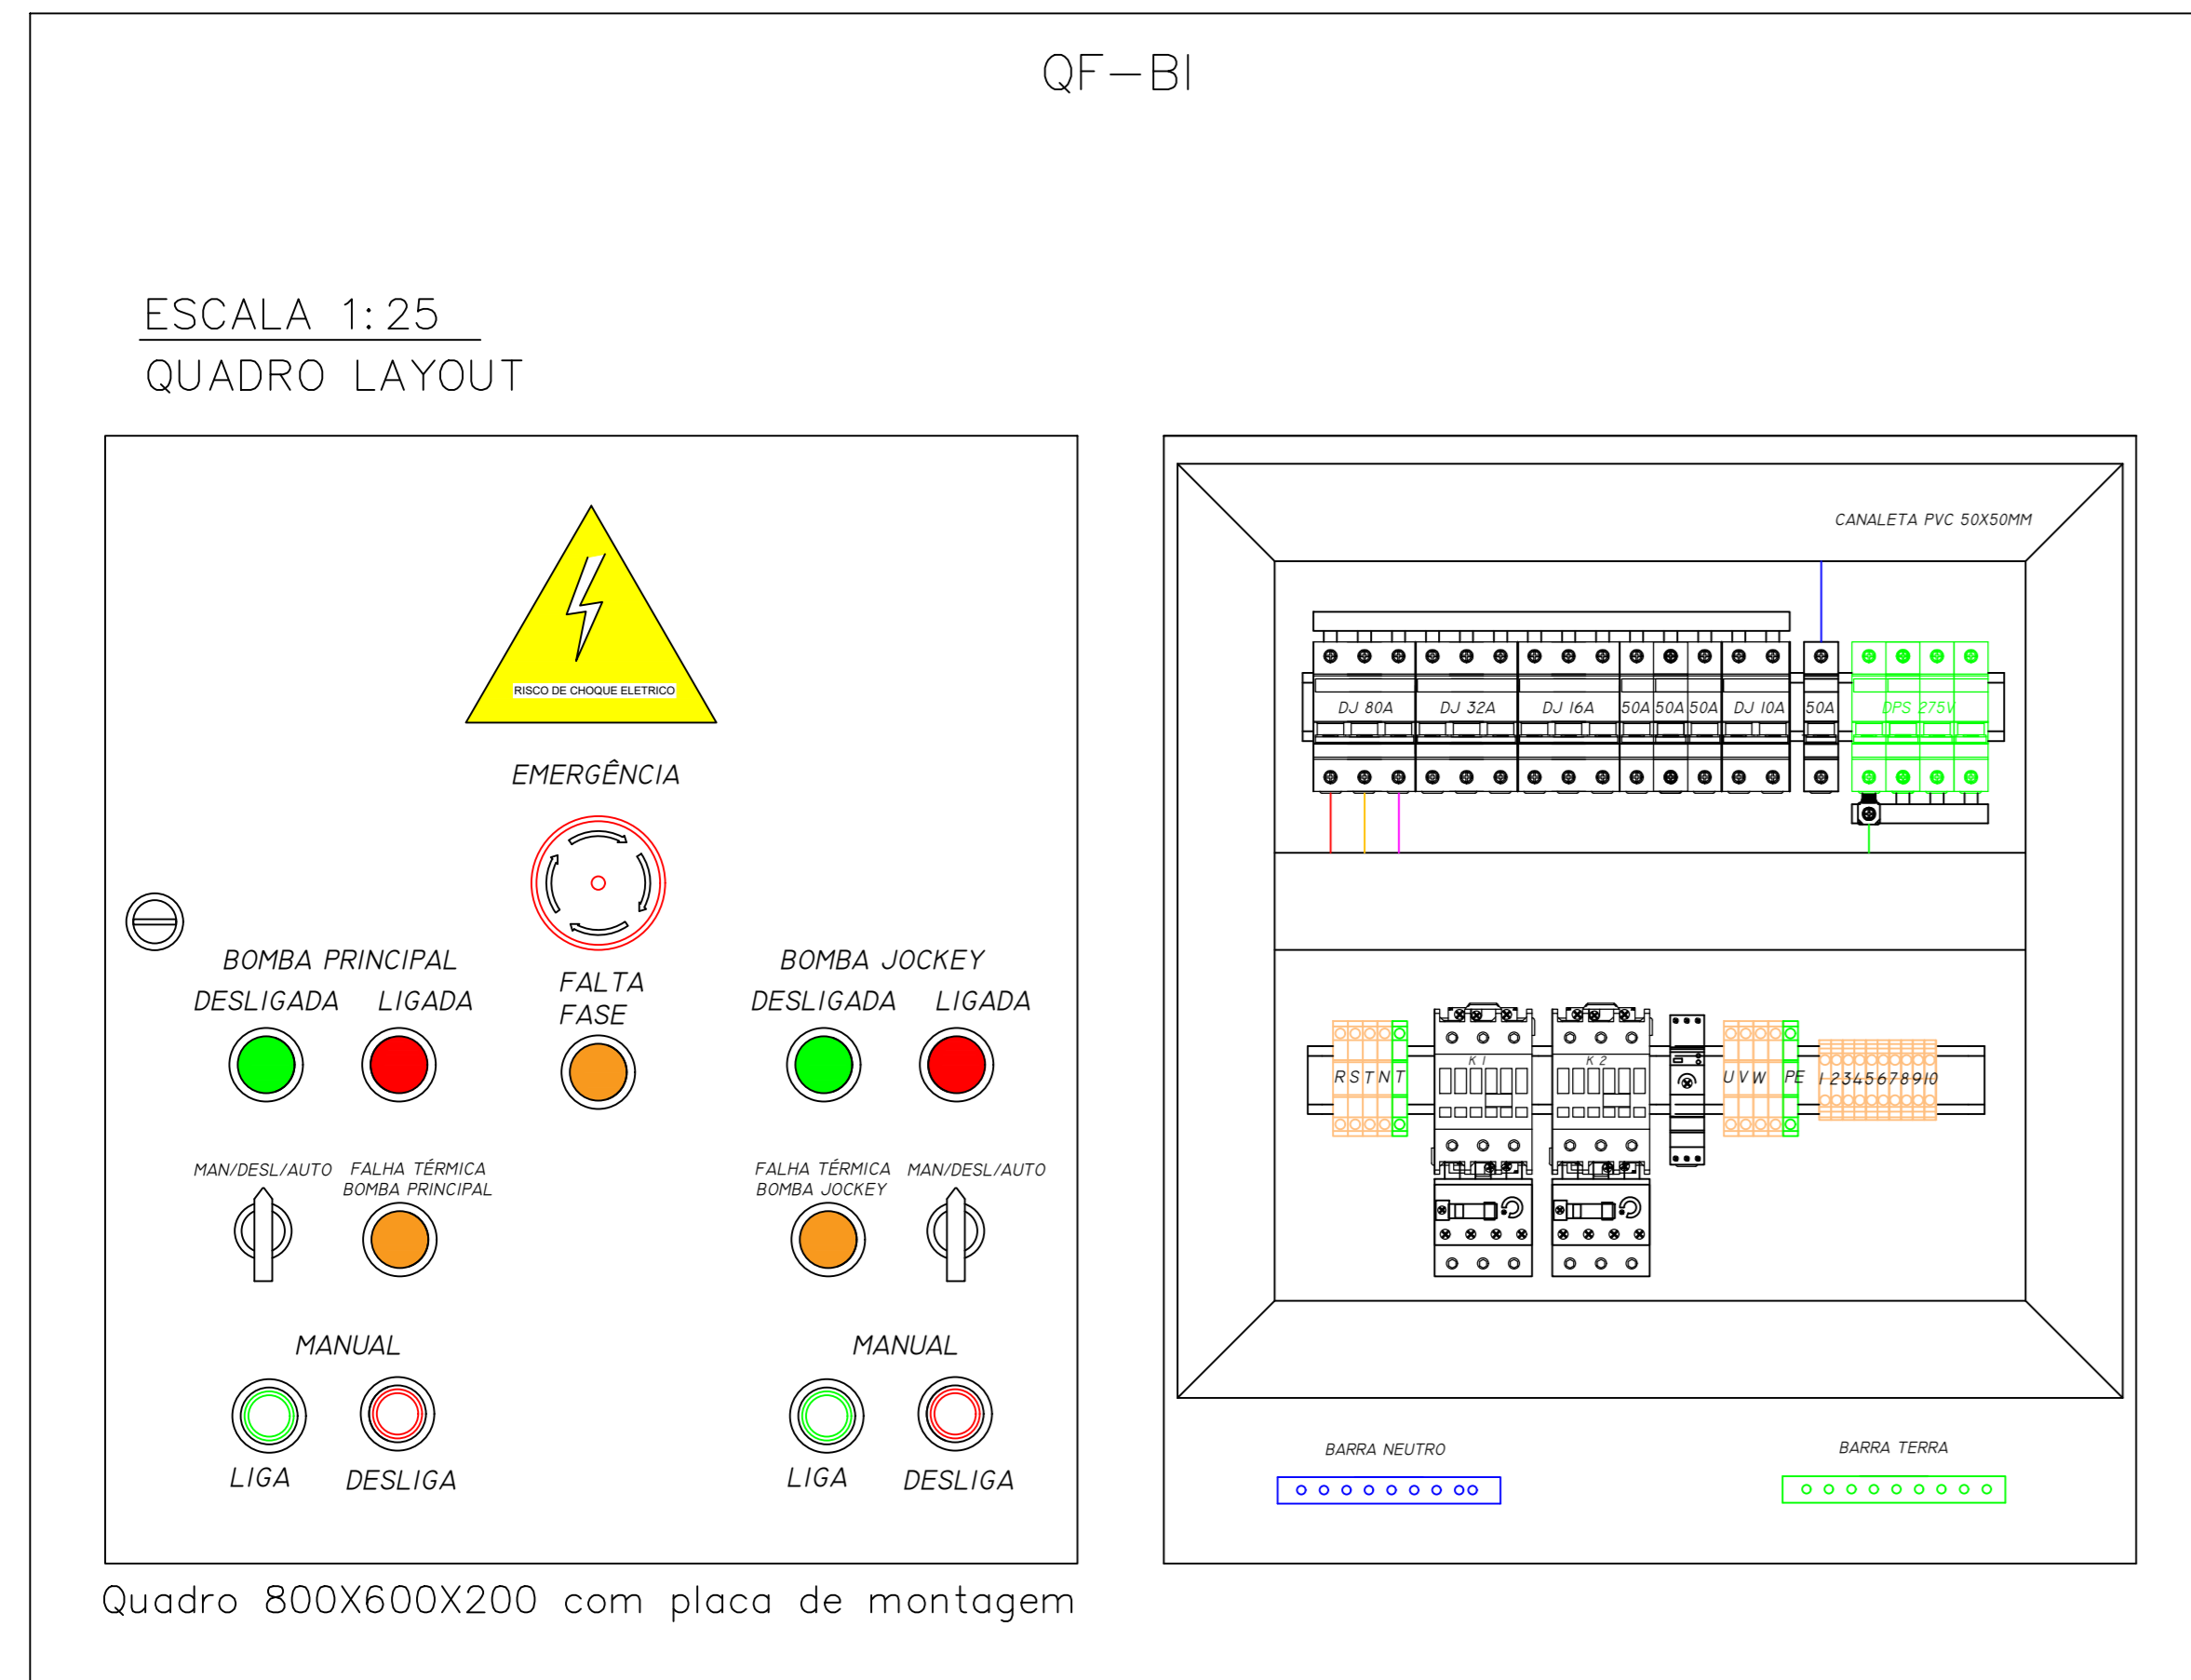 QF-BI
ESCALA 1:25
QUADRO LAYOUT
RISCO DE CHOQUE ELETRICO
EMERGÊNCIA
BOMBA PRINCIPAL
DESLIGADA LIGADA
FALTA
FASE
BOMBA JOCKEY
DESLIGADA LIGADA
MAN/DESL/AUTO
FALHA TÉRMICA
BOMBA PRINCIPAL
FALHA TÉRMICA
BOMBA JOCKEY
MAN/DESL/AUTO
MANUAL
LIGA DESLIGA
MANUAL
LIGA DESLIGA
Quadro 800X600X200 com placa de montagem
CANALETA PVC 50X50MM
DJ 80A DJ 32A DJ 16A 50A 50A 50A DJ 10A 50A DPS 275V
K1 K2
R S T N T U V W PE 1 2 3 4 5 6 7 8 9 10
BARRA NEUTRO
BARRA TERRA